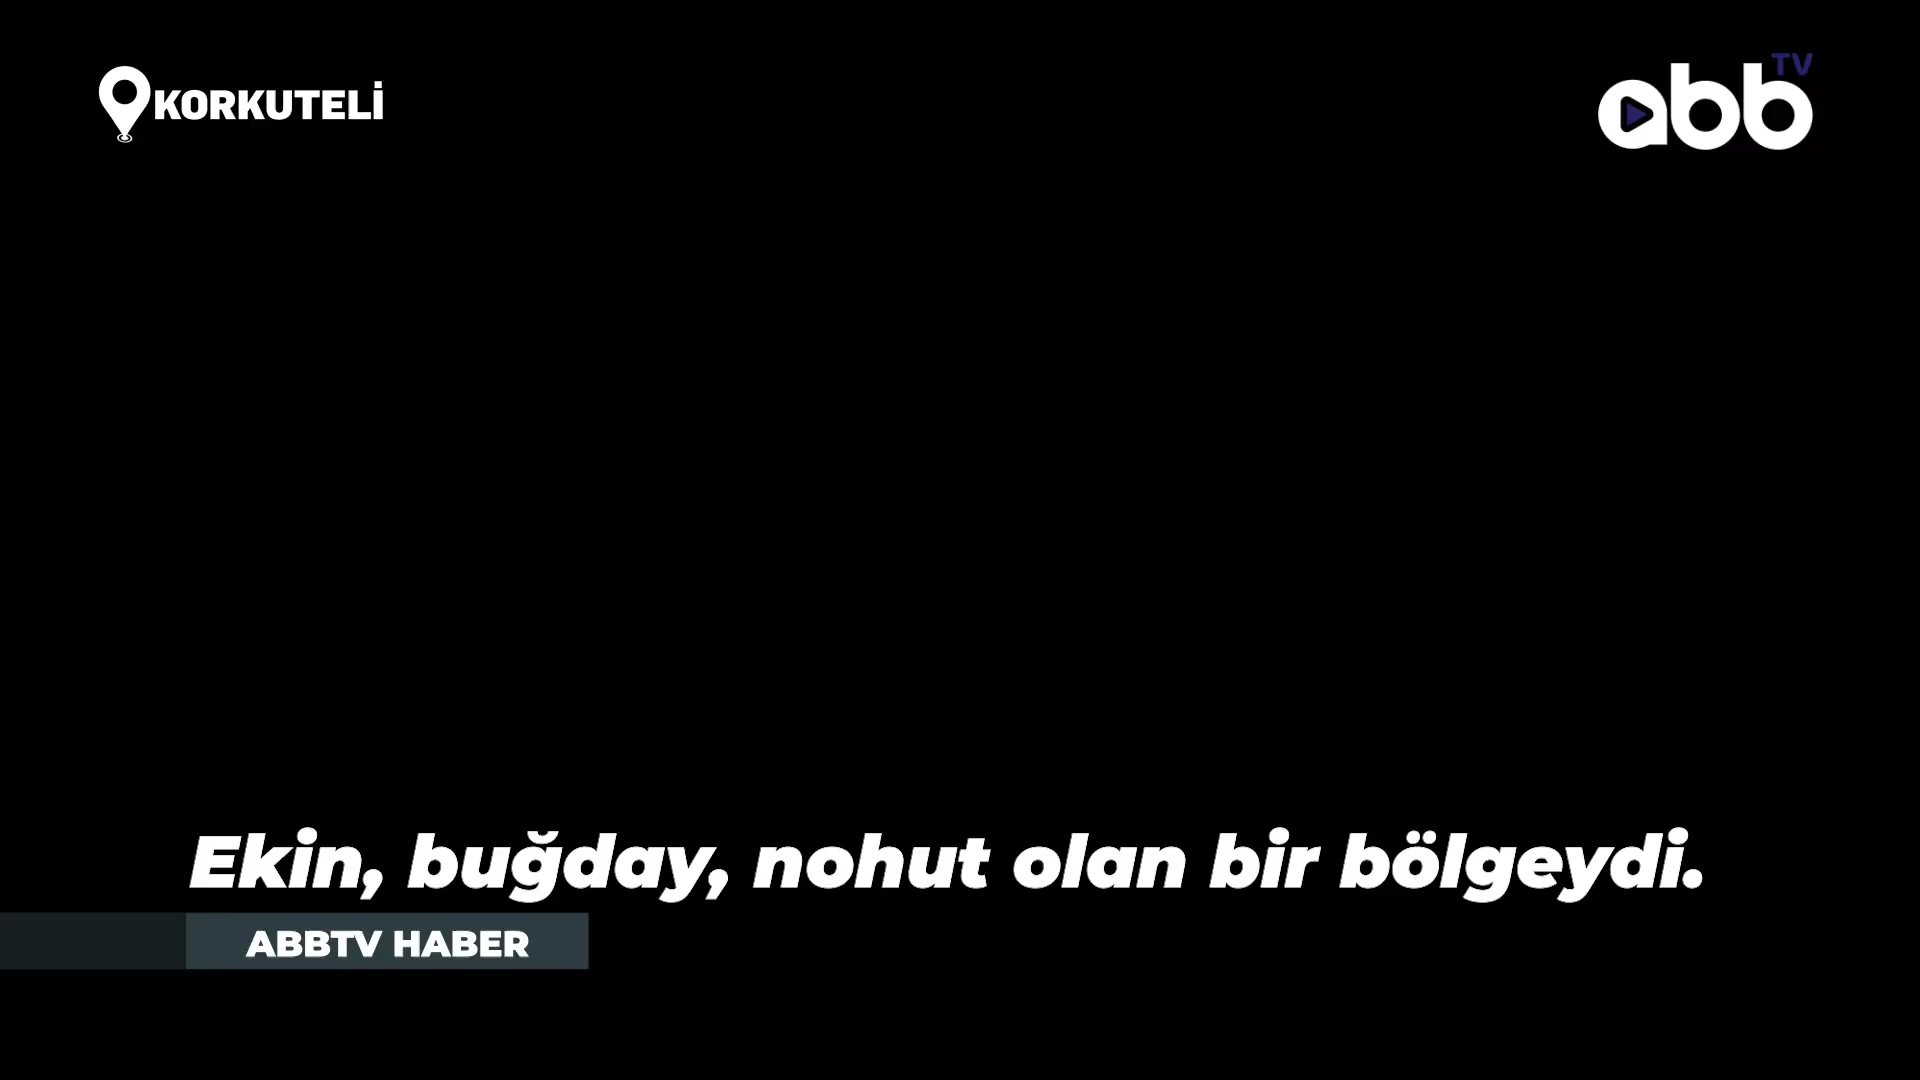 KORKUTELİ
abb TV
Ekin, buğday, nohut olan bir bölgeydi.
ABBTV HABER